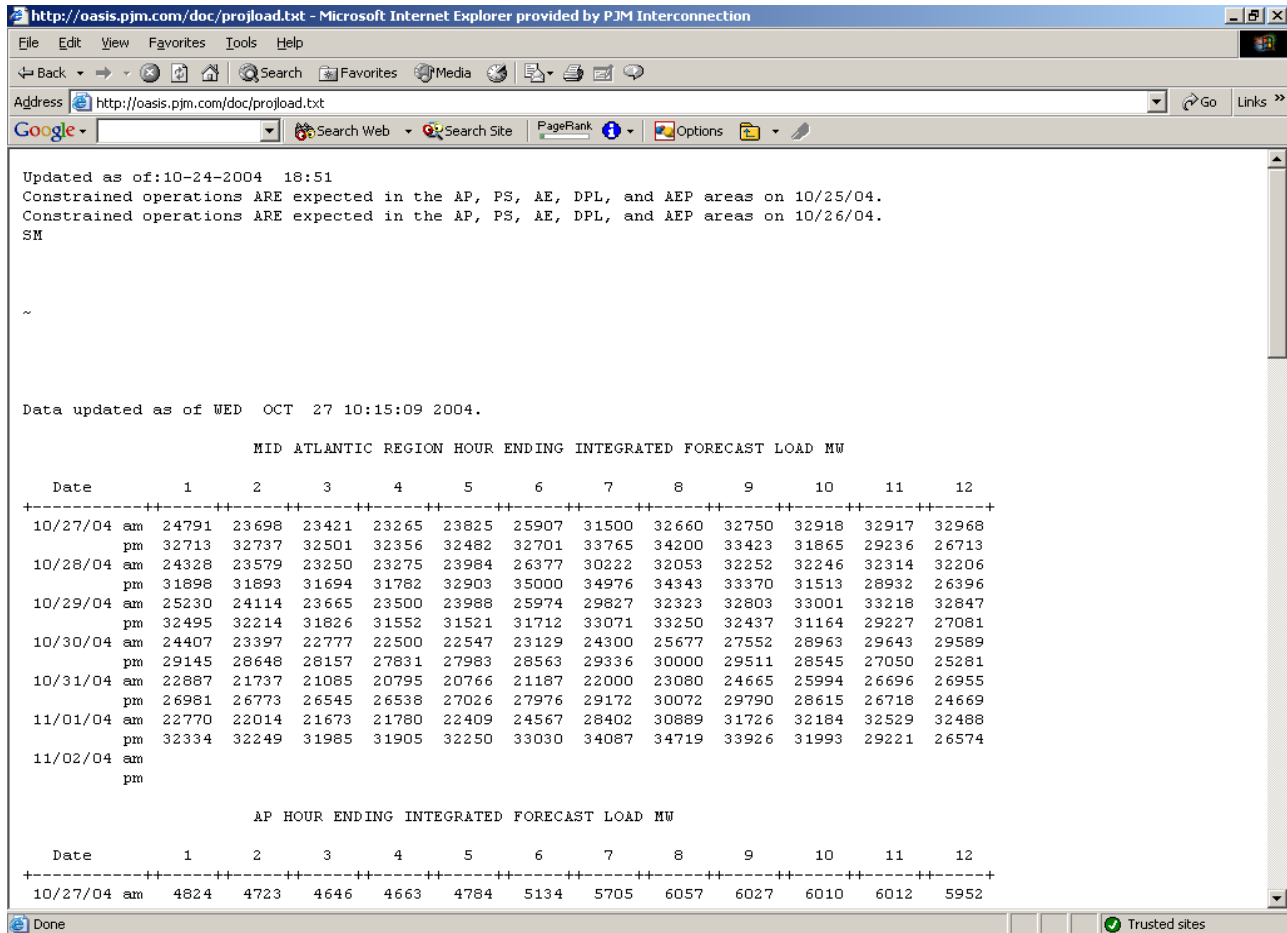 http://oasis.pjm.com/doc/projload.txt - Microsoft Internet Explorer provided by PJM Interconnection
File Edit View Favorites Tools Help
Back Search Favorites Media
Address http://oasis.pjm.com/doc/projload.txt Go Links »
Google Search Web Search Site PageRank Options
Updated as of:10-24-2004 18:51
Constrained operations ARE expected in the AP, PS, AE, DPL, and AEP areas on 10/25/04.
Constrained operations ARE expected in the AP, PS, AE, DPL, and AEP areas on 10/26/04.
SM
~
Data updated as of WED OCT 27 10:15:09 2004.
MID ATLANTIC REGION HOUR ENDING INTEGRATED FORECAST LOAD MW
Date 1 2 3 4 5 6 7 8 9 10 11 12
+-----------++-----++-----++-----++-----++-----++-----++-----++-----++-----++-----++-----++-----+
10/27/04 am 24791 23698 23421 23265 23825 25907 31500 32660 32750 32918 32917 32968
pm 32713 32737 32501 32356 32482 32701 33765 34200 33423 31865 29236 26713
10/28/04 am 24328 23579 23250 23275 23984 26377 30222 32053 32252 32246 32314 32206
pm 31898 31893 31694 31782 32903 35000 34976 34343 33370 31513 28932 26396
10/29/04 am 25230 24114 23665 23500 23988 25974 29827 32323 32803 33001 33218 32847
pm 32495 32214 31826 31552 31521 31712 33071 33250 32437 31164 29227 27081
10/30/04 am 24407 23397 22777 22500 22547 23129 24300 25677 27552 28963 29643 29589
pm 29145 28648 28157 27831 27983 28563 29336 30000 29511 28545 27050 25281
10/31/04 am 22887 21737 21085 20795 20766 21187 22000 23080 24665 25994 26696 26955
pm 26981 26773 26545 26538 27026 27976 29172 30072 29790 28615 26718 24669
11/01/04 am 22770 22014 21673 21780 22409 24567 28402 30889 31726 32184 32529 32488
pm 32334 32249 31985 31905 32250 33030 34087 34719 33926 31993 29221 26574
11/02/04 am
pm
AP HOUR ENDING INTEGRATED FORECAST LOAD MW
Date 1 2 3 4 5 6 7 8 9 10 11 12
+-----------++-----++-----++-----++-----++-----++-----++-----++-----++-----++-----++-----++-----+
10/27/04 am 4824 4723 4646 4663 4784 5134 5705 6057 6027 6010 6012 5952
Done Trusted sites